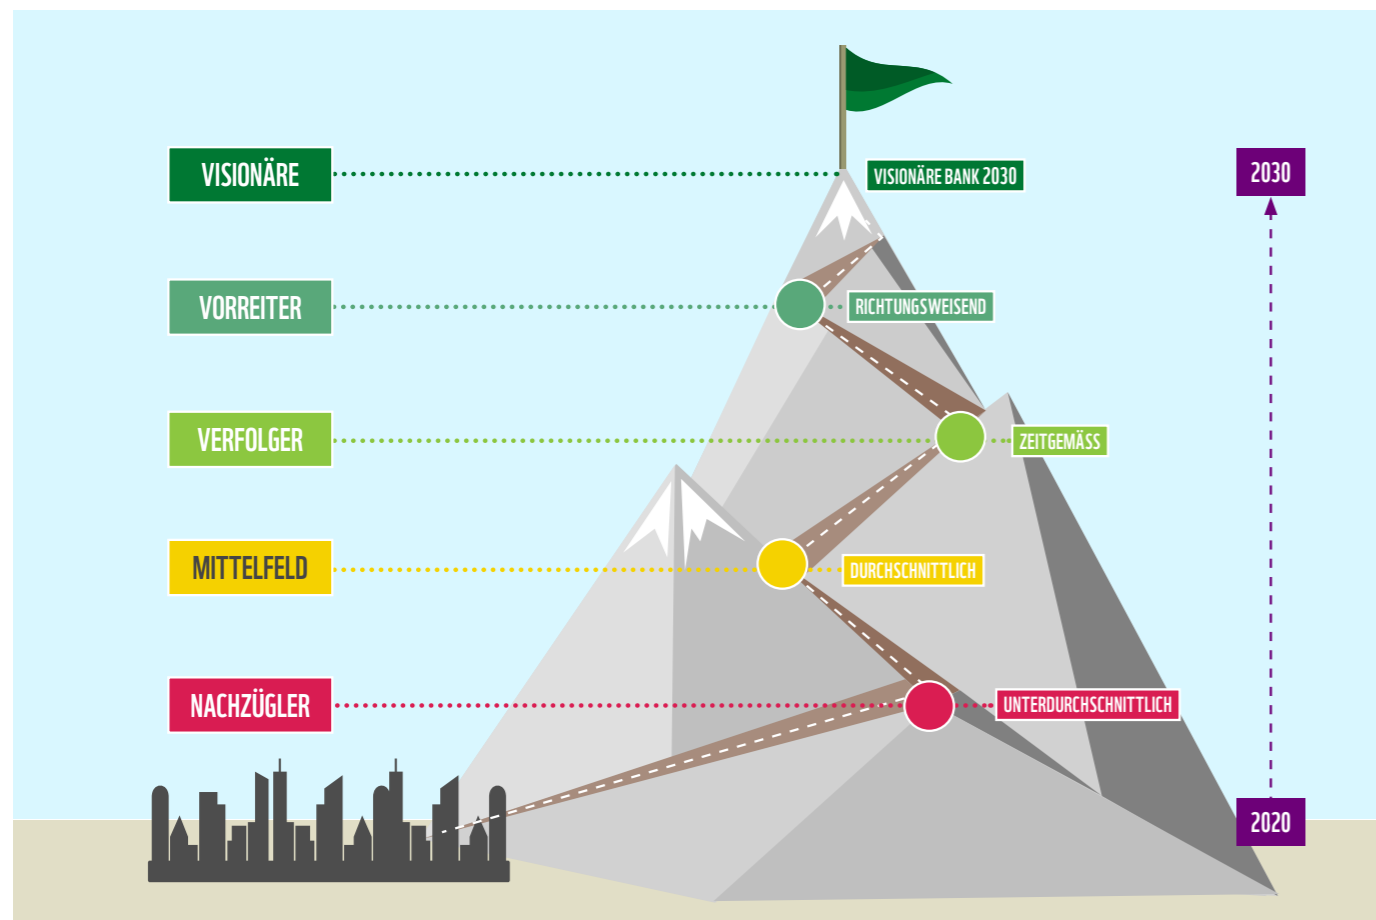 VISIONÄRE
VISIONÄRE BANK 2030
2030
VORREITER
RICHTUNGSWEISEND
VERFOLGER
ZEITGEMÄSS
MITTELFELD
DURCHSCHNITTLICH
NACHZÜGLER
UNTERDURCHSCHNITTLICH
2020